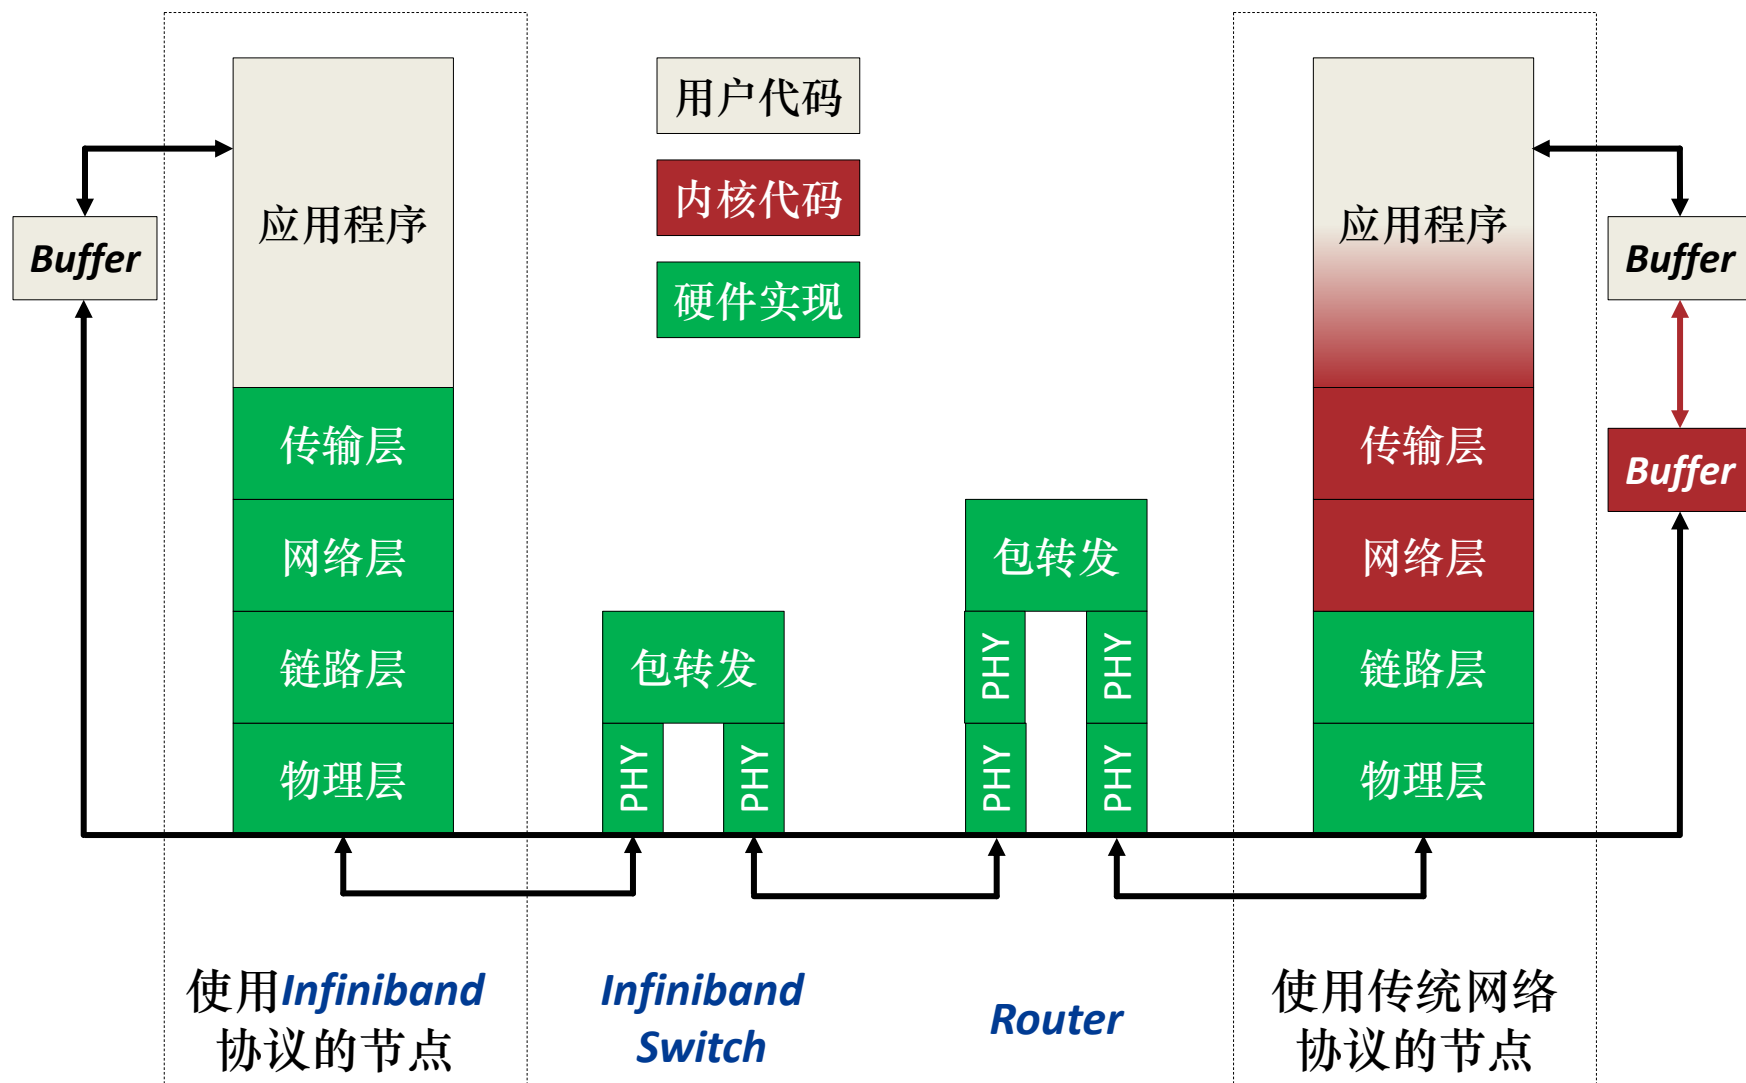 用户代码
内核代码
硬件实现
Buffer
应用程序
传输层
网络层
链路层
物理层
使用Infiniband
协议的节点
包转发
PHY
PHY
Infiniband
Switch
包转发
PHY
PHY
PHY
PHY
Router
应用程序
传输层
网络层
链路层
物理层
使用传统网络
协议的节点
Buffer
Buffer